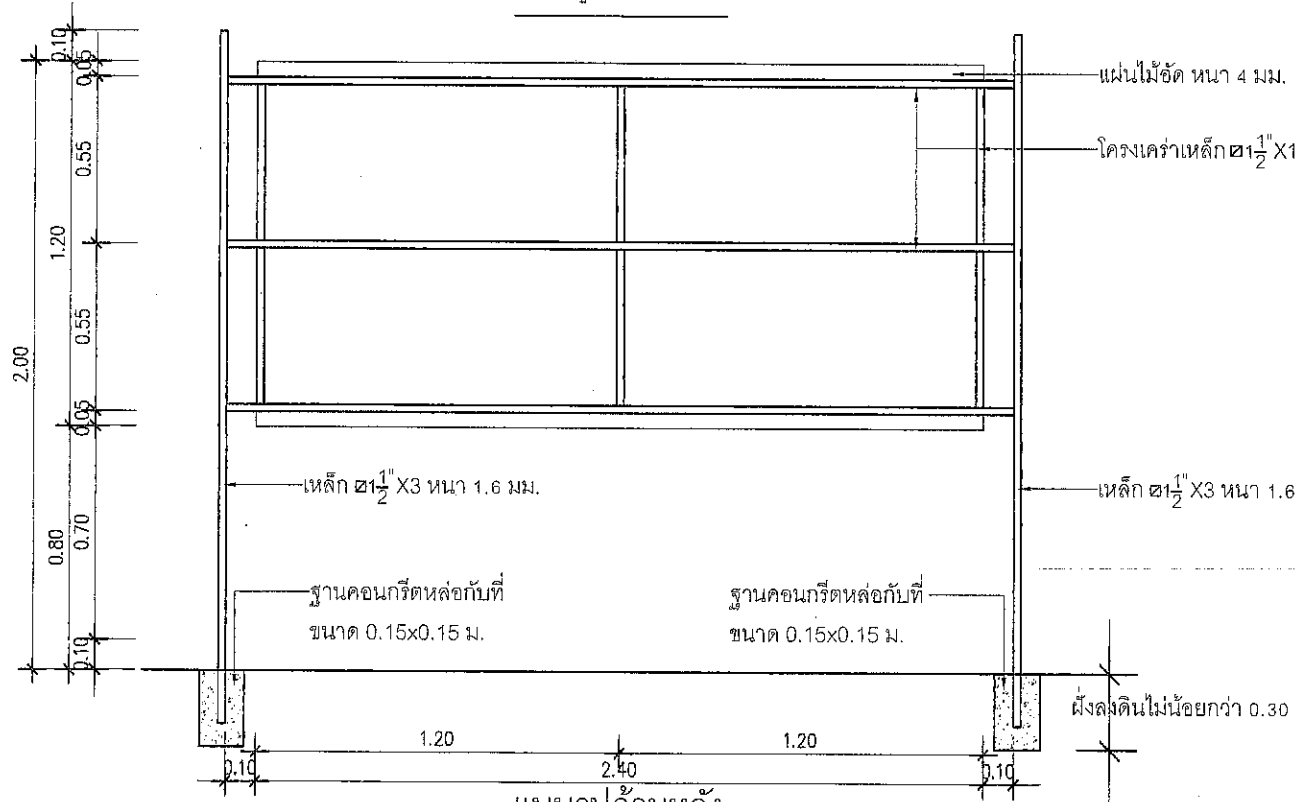 0.10
0.05
แผ่นไม้อัด หนา 4 มม.
0.55
โครงเคร่าเหล็ก ⧄1 1/2" X1
1.20
0.55
2.00
0.05
เหล็ก ⧄1 1/2" X3 หนา 1.6 มม.
เหล็ก ⧄1 1/2" X3 หนา 1.6
0.70
0.80
ฐานคอนกรีตหล่อกับที่
ขนาด 0.15x0.15 ม.
ฐานคอนกรีตหล่อกับที่
ขนาด 0.15x0.15 ม.
0.10
ฝั่งลงดินไม่น้อยกว่า 0.30
1.20
1.20
0.10
2.40
0.10